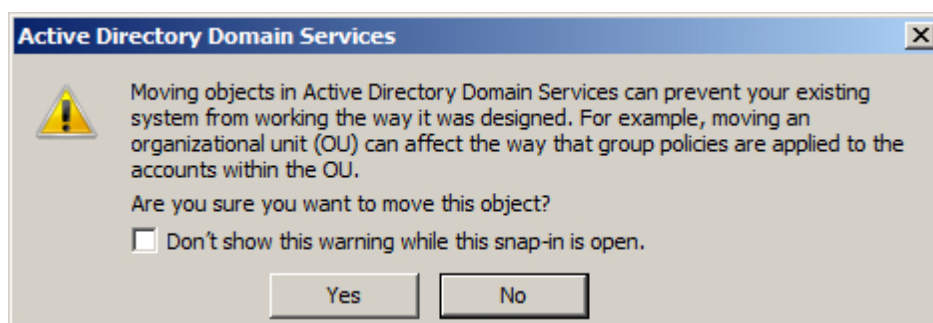 Active Directory Domain Services
Moving objects in Active Directory Domain Services can prevent your existing
system from working the way it was designed. For example, moving an
organizational unit (OU) can affect the way that group policies are applied to the
accounts within the OU.
Are you sure you want to move this object?
Don't show this warning while this snap-in is open.
Yes No